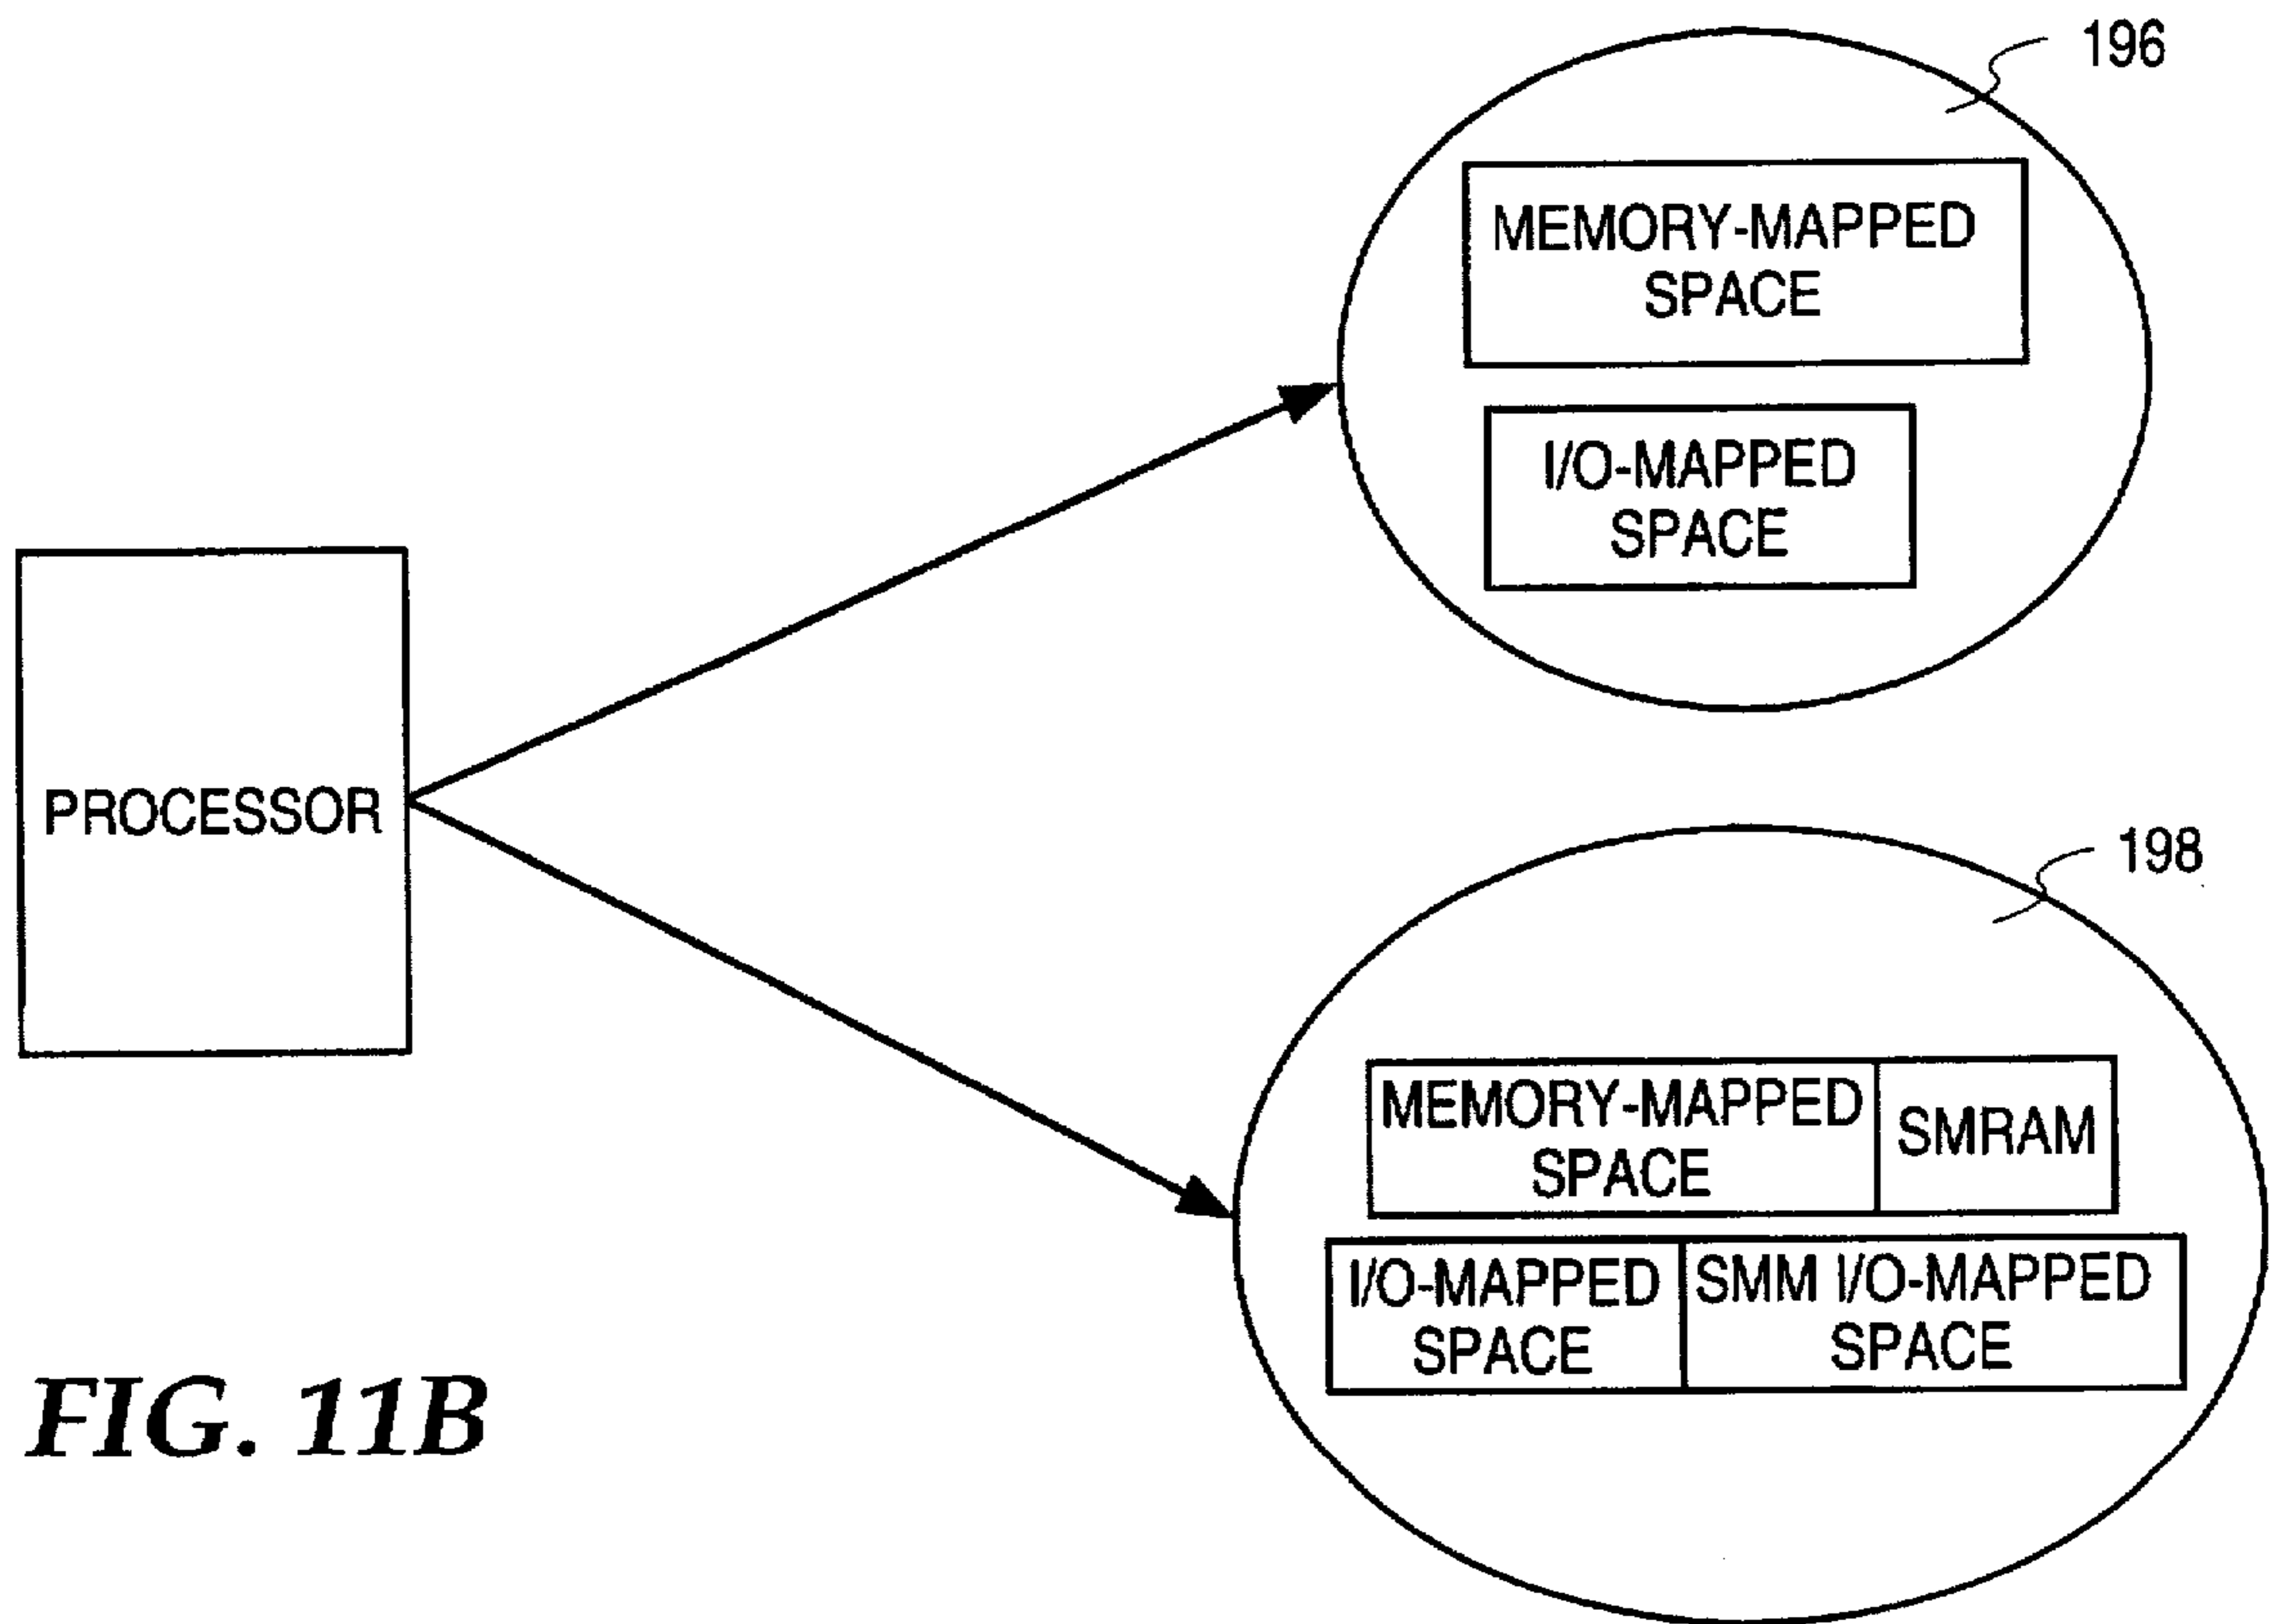 196
MEMORY-MAPPED
SPACE
I/O-MAPPED
SPACE
PROCESSOR
198
MEMORY-MAPPED
SPACE
SMRAM
I/O-MAPPED
SPACE
SMM I/O-MAPPED
SPACE
FIG. 11B